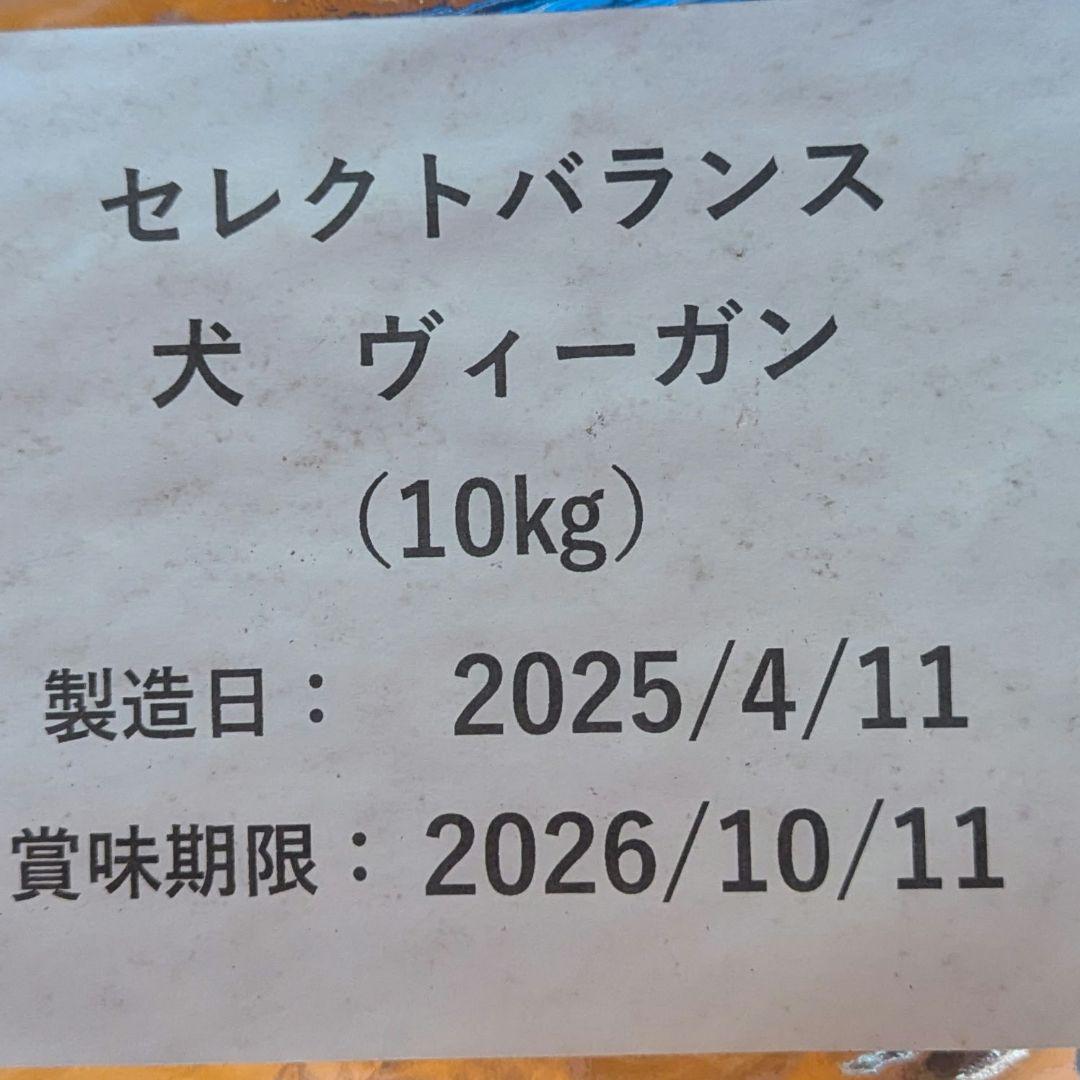 セレクトバランス
犬　ヴィーガン
（10kg）
製造日：　2025/4/11
賞味期限：2026/10/11